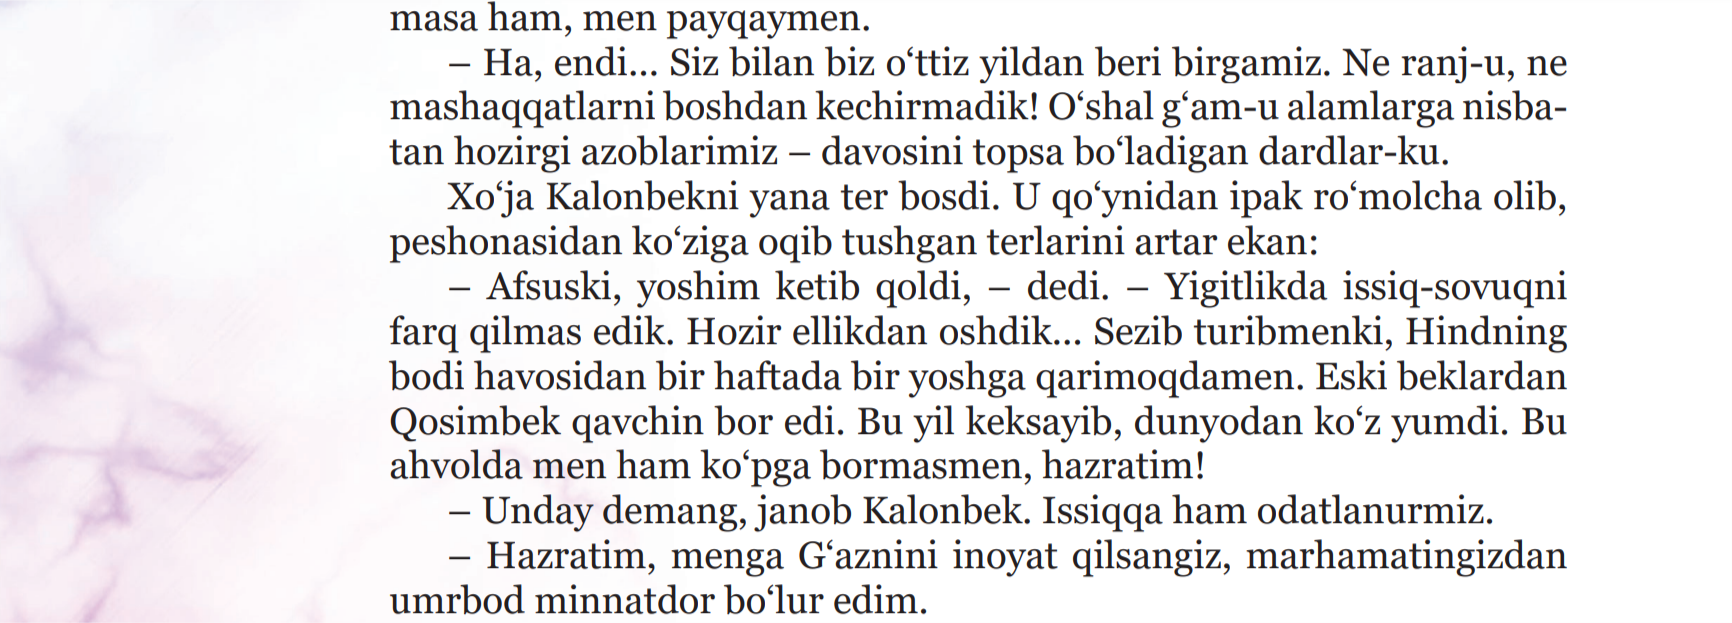 masa ham, men payqaymen.
– Ha, endi... Siz bilan biz o‘ttiz yildan beri birgamiz. Ne ranj-u, ne
mashaqqatlarni boshdan kechirmadik! O‘shal g‘am-u alamlarga nisba-
tan hozirgi azoblarimiz – davosini topsa bo‘ladigan dardlar-ku.
Xo‘ja Kalonbekni yana ter bosdi. U qo‘ynidan ipak ro‘molcha olib,
peshonasidan ko‘ziga oqib tushgan terlarini artar ekan:
– Afsuski, yoshim ketib qoldi, – dedi. – Yigitlikda issiq-sovuqni
farq qilmas edik. Hozir ellikdan oshdik... Sezib turibmenki, Hindning
bodi havosidan bir haftada bir yoshga qarimoqdamen. Eski beklardan
Qosimbek qavchin bor edi. Bu yil keksayib, dunyodan ko‘z yumdi. Bu
ahvolda men ham ko‘pga bormasmen, hazratim!
– Unday demang, janob Kalonbek. Issiqqa ham odatlanurmiz.
– Hazratim, menga G‘aznini inoyat qilsangiz, marhamatingizdan
umrbod minnatdor bo‘lur edim.